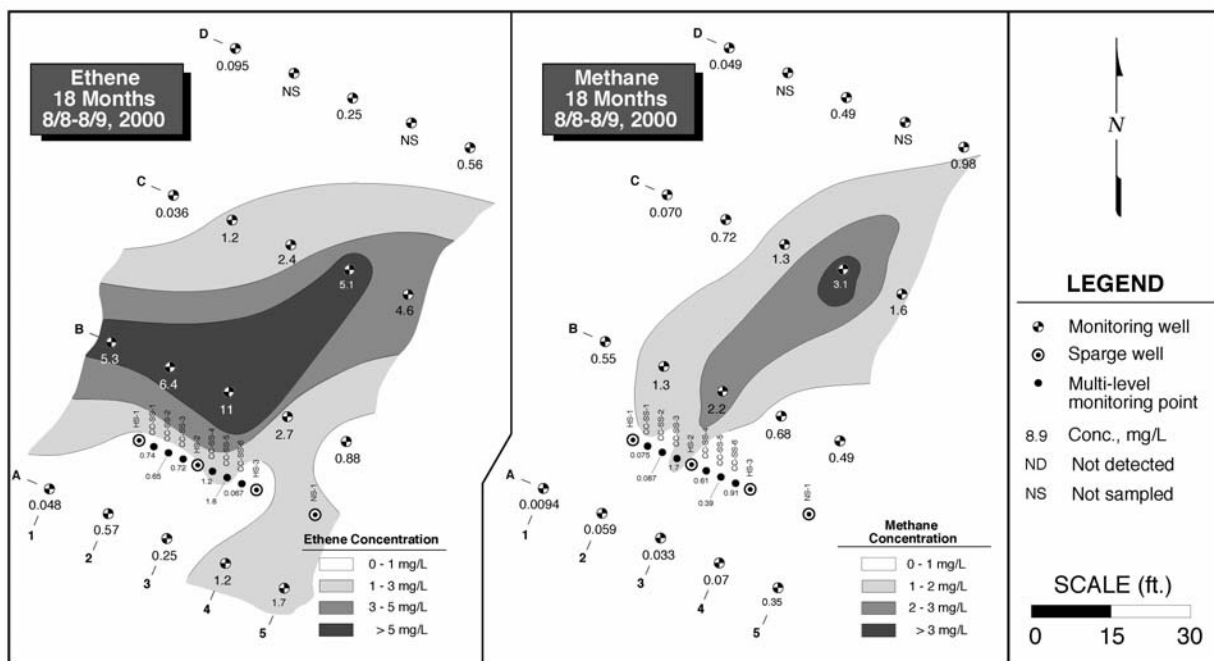 Ethene
18 Months
8/8-8/9, 2000
D
0.095
NS
0.25
NS
0.56
C
0.036
1.2
2.4
5.1
4.6
B
5.3
6.4
11
2.7
0.88
HS-1
CC-SS-1
CC-SS-2
CC-SS-3
HS-2
CC-SS-4
CC-SS-5
CC-SS-6
HS-3
NS-1
0.74
0.65
0.72
1.2
1.8
0.067
A
0.048
0.57
0.25
1.2
1.7
1
2
3
4
5
Ethene Concentration
0 - 1 mg/L
1 - 3 mg/L
3 - 5 mg/L
> 5 mg/L
Methane
18 Months
8/8-8/9, 2000
D
0.049
NS
0.49
NS
0.98
C
0.070
0.72
1.3
3.1
1.6
B
0.55
1.3
2.2
0.68
0.49
HS-1
CC-SS-1
CC-SS-2
CC-SS-3
HS-2
CC-SS-4
CC-SS-5
CC-SS-6
HS-3
NS-1
0.075
0.087
1.7
0.61
0.39
0.91
A
0.0094
0.059
0.033
0.07
0.35
1
2
3
4
5
Methane
Concentration
0 - 1 mg/L
1 - 2 mg/L
2 - 3 mg/L
> 3 mg/L
N
LEGEND
Monitoring well
Sparge well
Multi-level
monitoring point
8.9 Conc., mg/L
ND Not detected
NS Not sampled
SCALE (ft.)
0 15 30